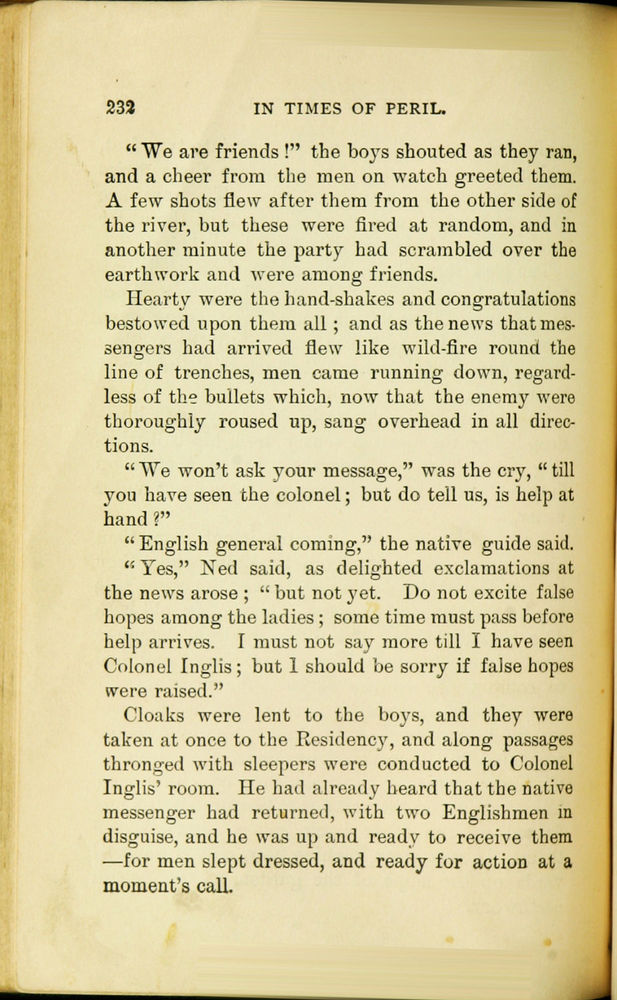 232 IN TIMES OF PERIL.
“We are friends!” the boys shouted as they ran,
and a cheer from the men on watch greeted them.
A few shots flew after them from the other side of
the river, but these were fired at random, and in
another minute the party had scrambled over the
earthwork and were among friends.
Hearty were the hand-shakes and congratulations
bestowed upon them all; and as the news that mes-
sengers had arrived flew like wild-fire round the
line of trenches, men came running down, regard-
less of the bullets which, now that the enemy were
thoroughly roused up, sang overhead in all direc-
tions.
“We won’t ask your message,” was the cry, “till
you have seen the colonel; but do tell us, is help at
hand?”
“English general coming,” the native guide said.
“Yes,” Ned said, as delighted exclamations at
the news arose; “but not yet. Do not excite false
hopes among the ladies; some time must pass before
help arrives. I must not say more till I have seen
Colonel Inglis; but I should be sorry if false hopes
were raised.”
Cloaks were lent to the boys, and they were
taken at once to the Residency, and along passages
thronged with sleepers were conducted to Colonel
Inglis’ room. He had already heard that the native
messenger had returned, with two Englishmen in
disguise, and he was up and ready to receive them
—for men slept dressed, and ready for action at a
moment’s call.